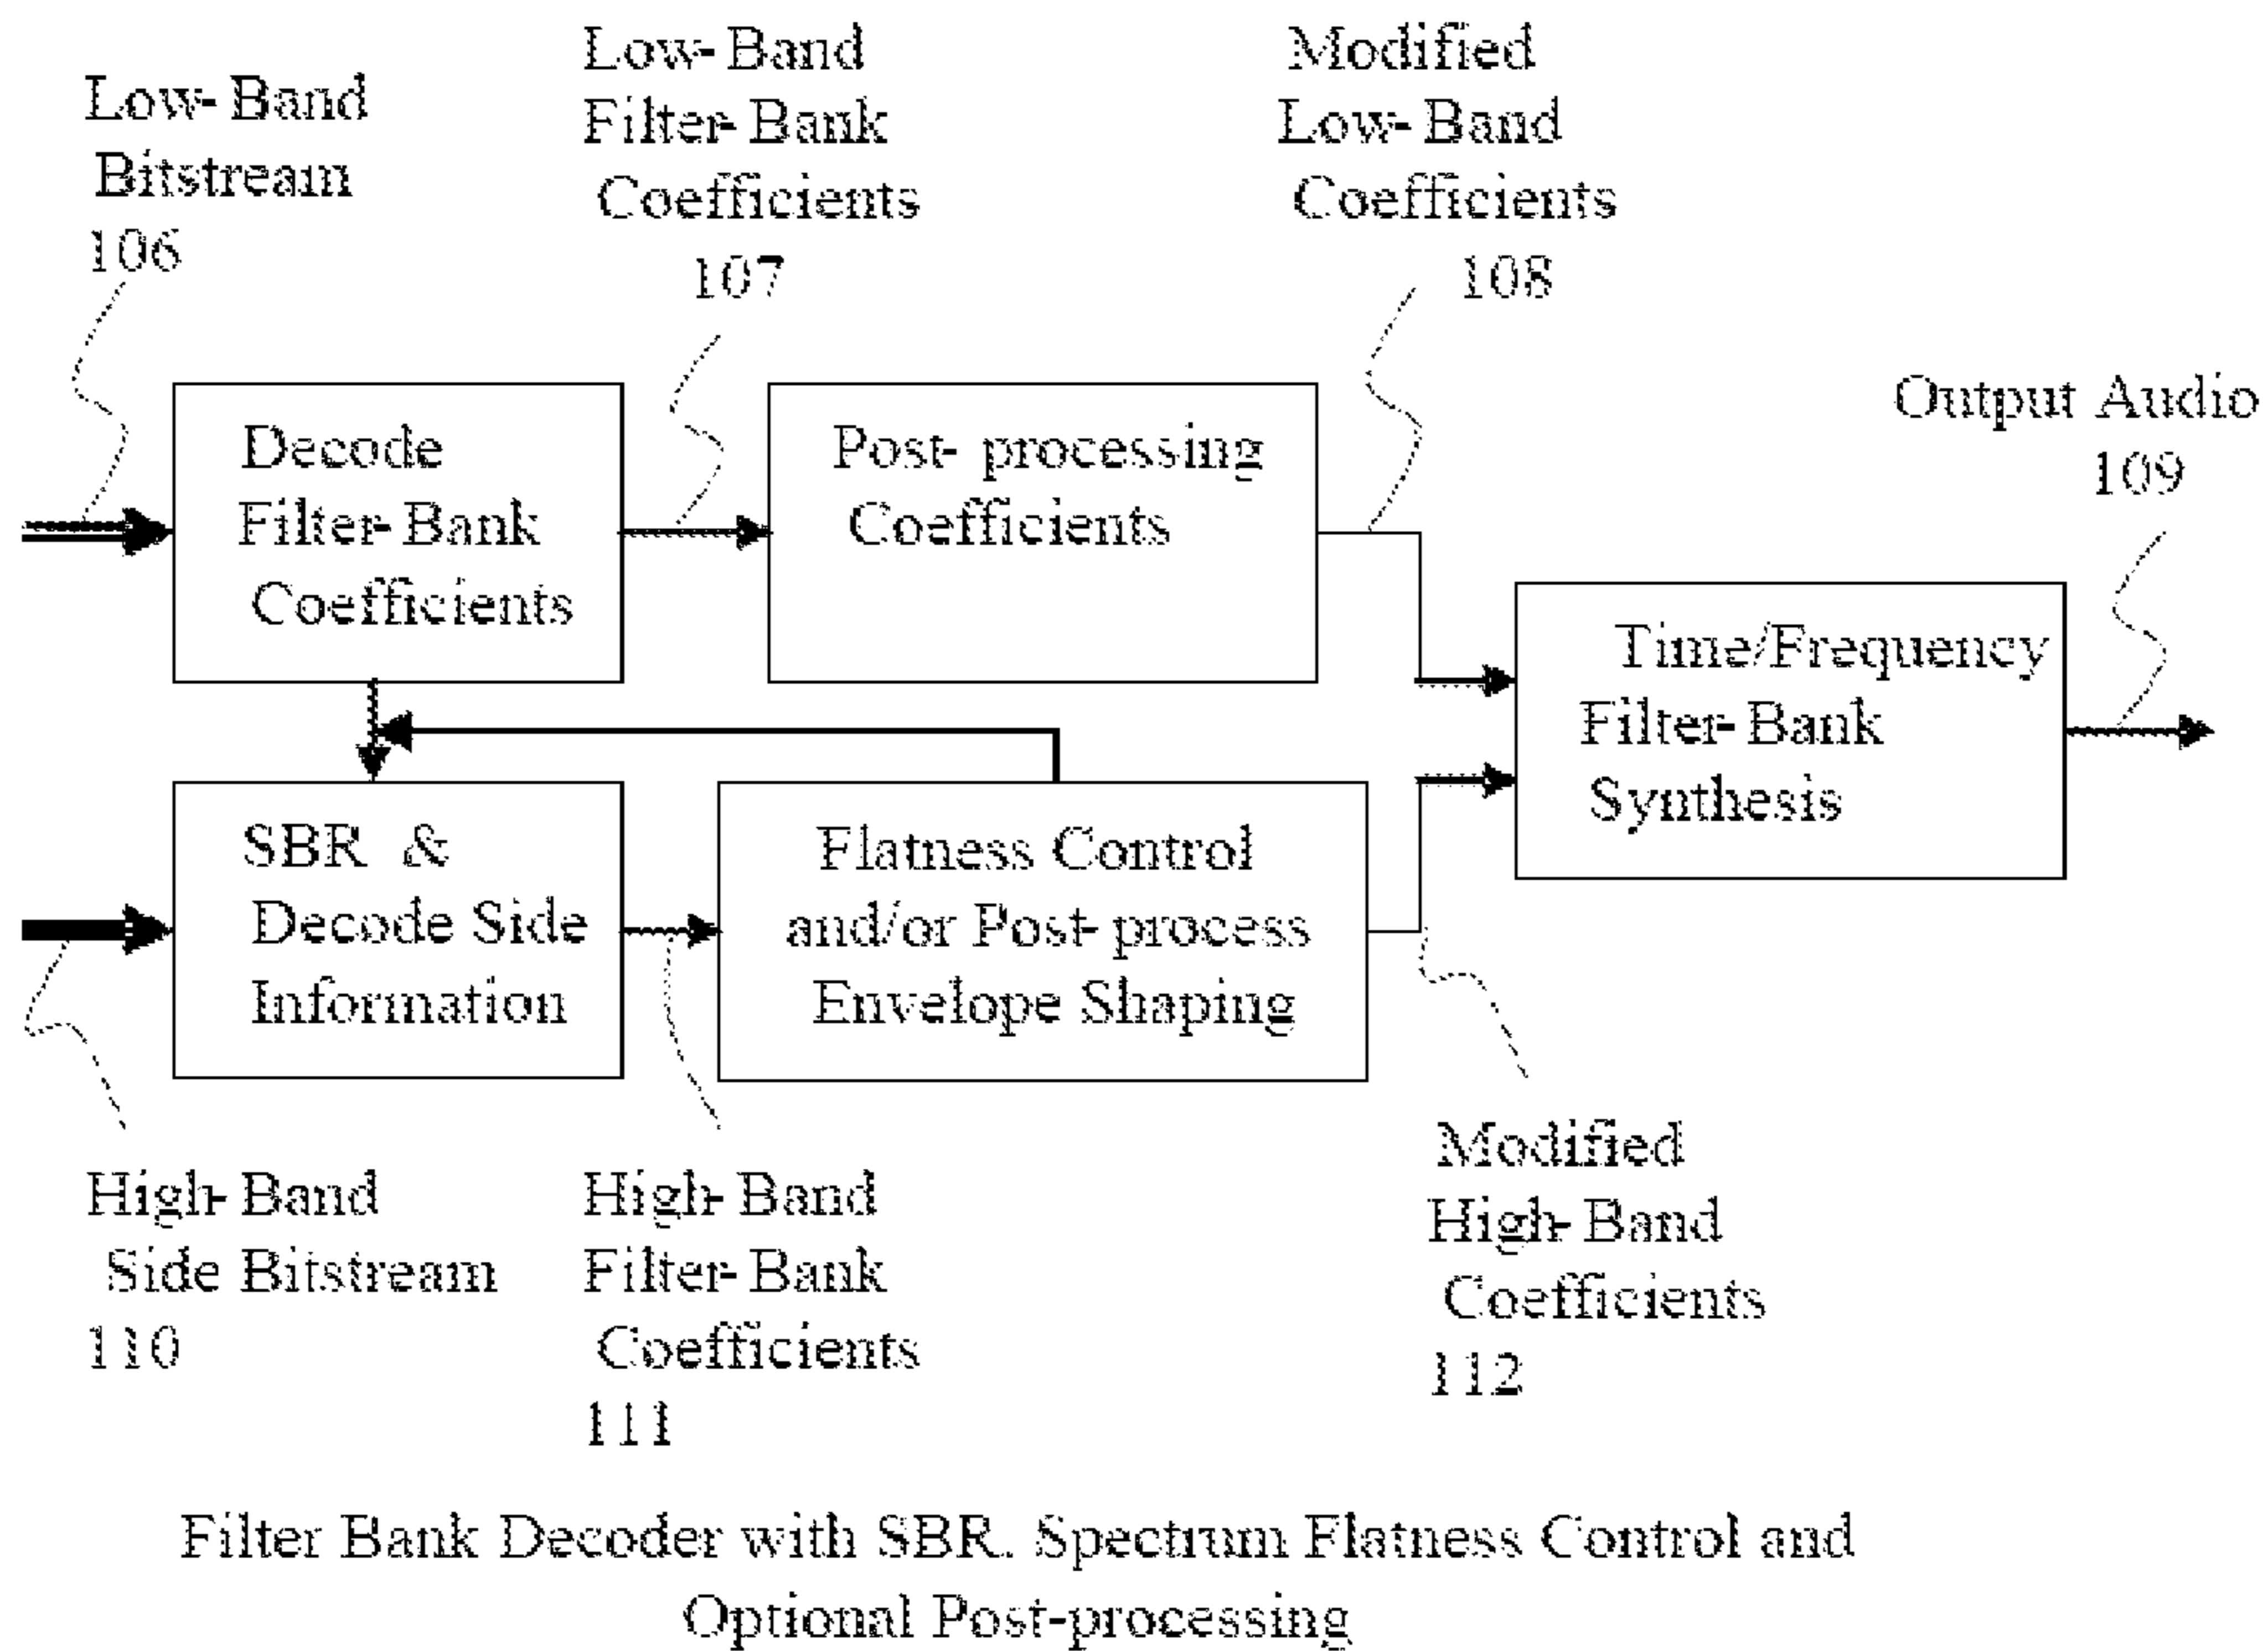 Low-Band
Bitstream
106
Low-Band
Filter-Bank
Coefficients
107
Modified
Low-Band
Coefficients
108
Output Audio
109
Decode
Filter-Bank
Coefficients
Post- processing
Coefficients
Time/Frequency
Filter-Bank
Synthesis
SBR &
Decode Side
Information
Flatness Control
and/or Post-process
Envelope Shaping
High-Band
Side Bitstream
110
High-Band
Filter-Bank
Coefficients
111
Modified
High-Band
Coefficients
112
Filter Bank Decoder with SBR. Spectrum Flatness Control and
Optional Post-processing